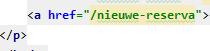 <a href="/nieuwe-reserva">
</p>